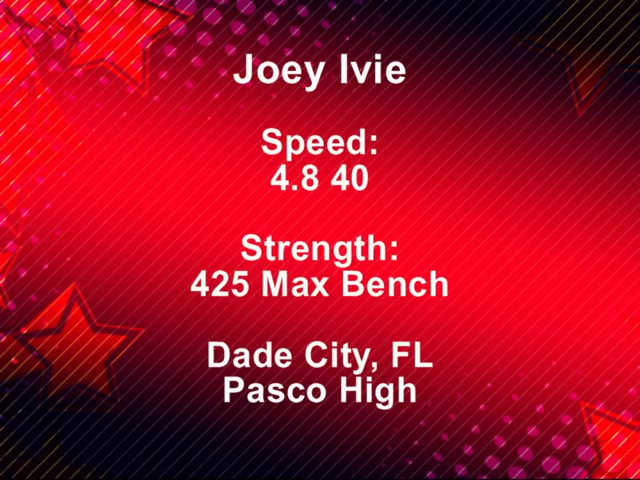 Joey Ivie
Speed:
4.8 40
Strength:
425 Max Bench
Dade City, FL
Pasco High